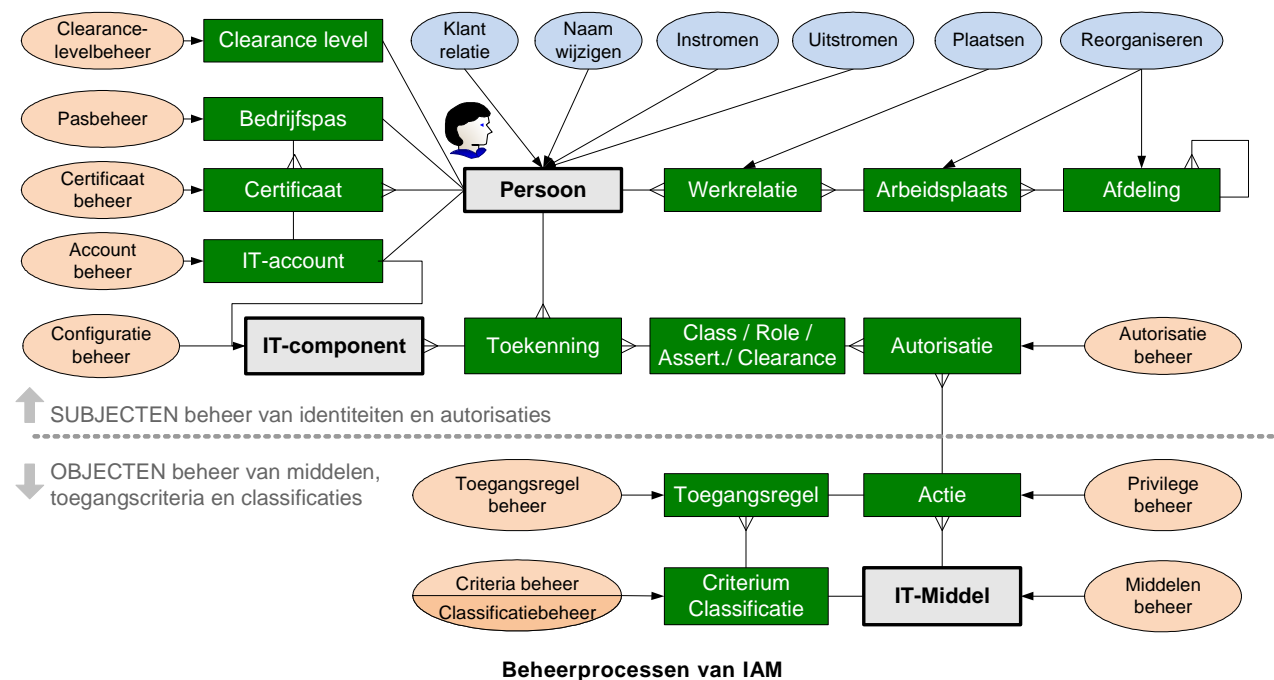 Clearance-
levelbeheer
Clearance level
Klant
relatie
Naam
wijzigen
Instromen
Uitstromen
Plaatsen
Reorganiseren
Pasbeheer
Bedrijfspas
Certificaat
beheer
Certificaat
Persoon
Werkrelatie
Arbeidsplaats
Afdeling
Account
beheer
IT-account
Configuratie
beheer
IT-component
Toekenning
Class / Role /
Assert./ Clearance
Autorisatie
Autorisatie
beheer
SUBJECTEN beheer van identiteiten en autorisaties
OBJECTEN beheer van middelen,
toegangscriteria en classificaties
Toegangsregel
beheer
Toegangsregel
Actie
Privilege
beheer
Criteria beheer
Classificatiebeheer
Criterium
Classificatie
IT-Middel
Middelen
beheer
Beheerprocessen van IAM